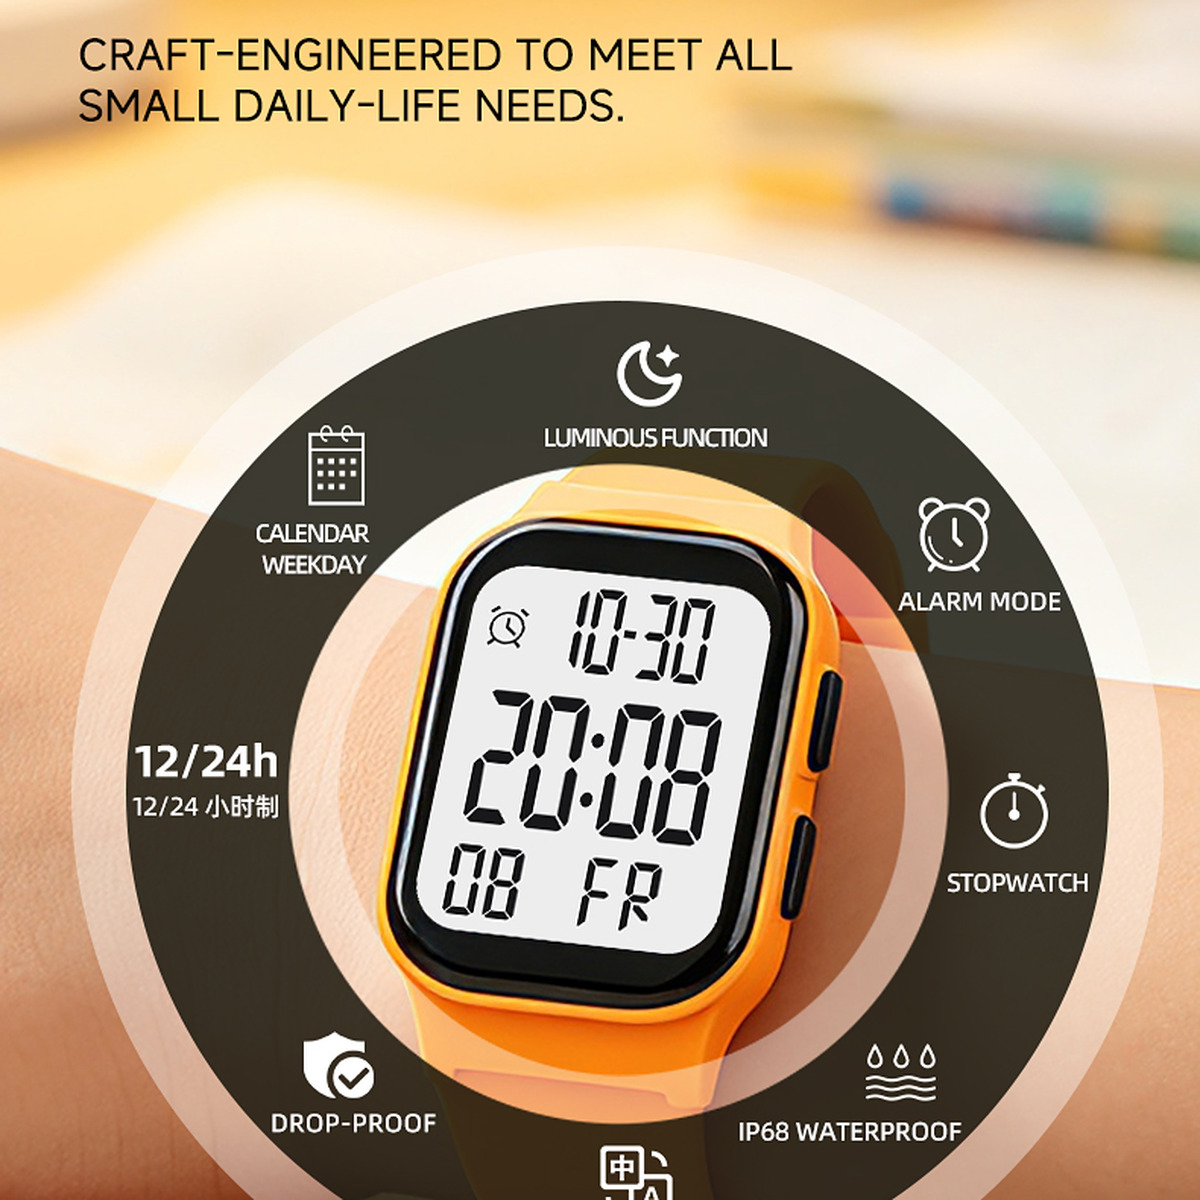 CRAFT-ENGINEERED TO MEET ALL
SMALL DAILY-LIFE NEEDS.
LUMINOUS FUNCTION
CALENDAR
WEEKDAY
ALARM MODE
10-30
20:08
08 FR
12/24h
12/24 小时制
STOPWATCH
DROP-PROOF
IP68 WATERPROOF
中
A